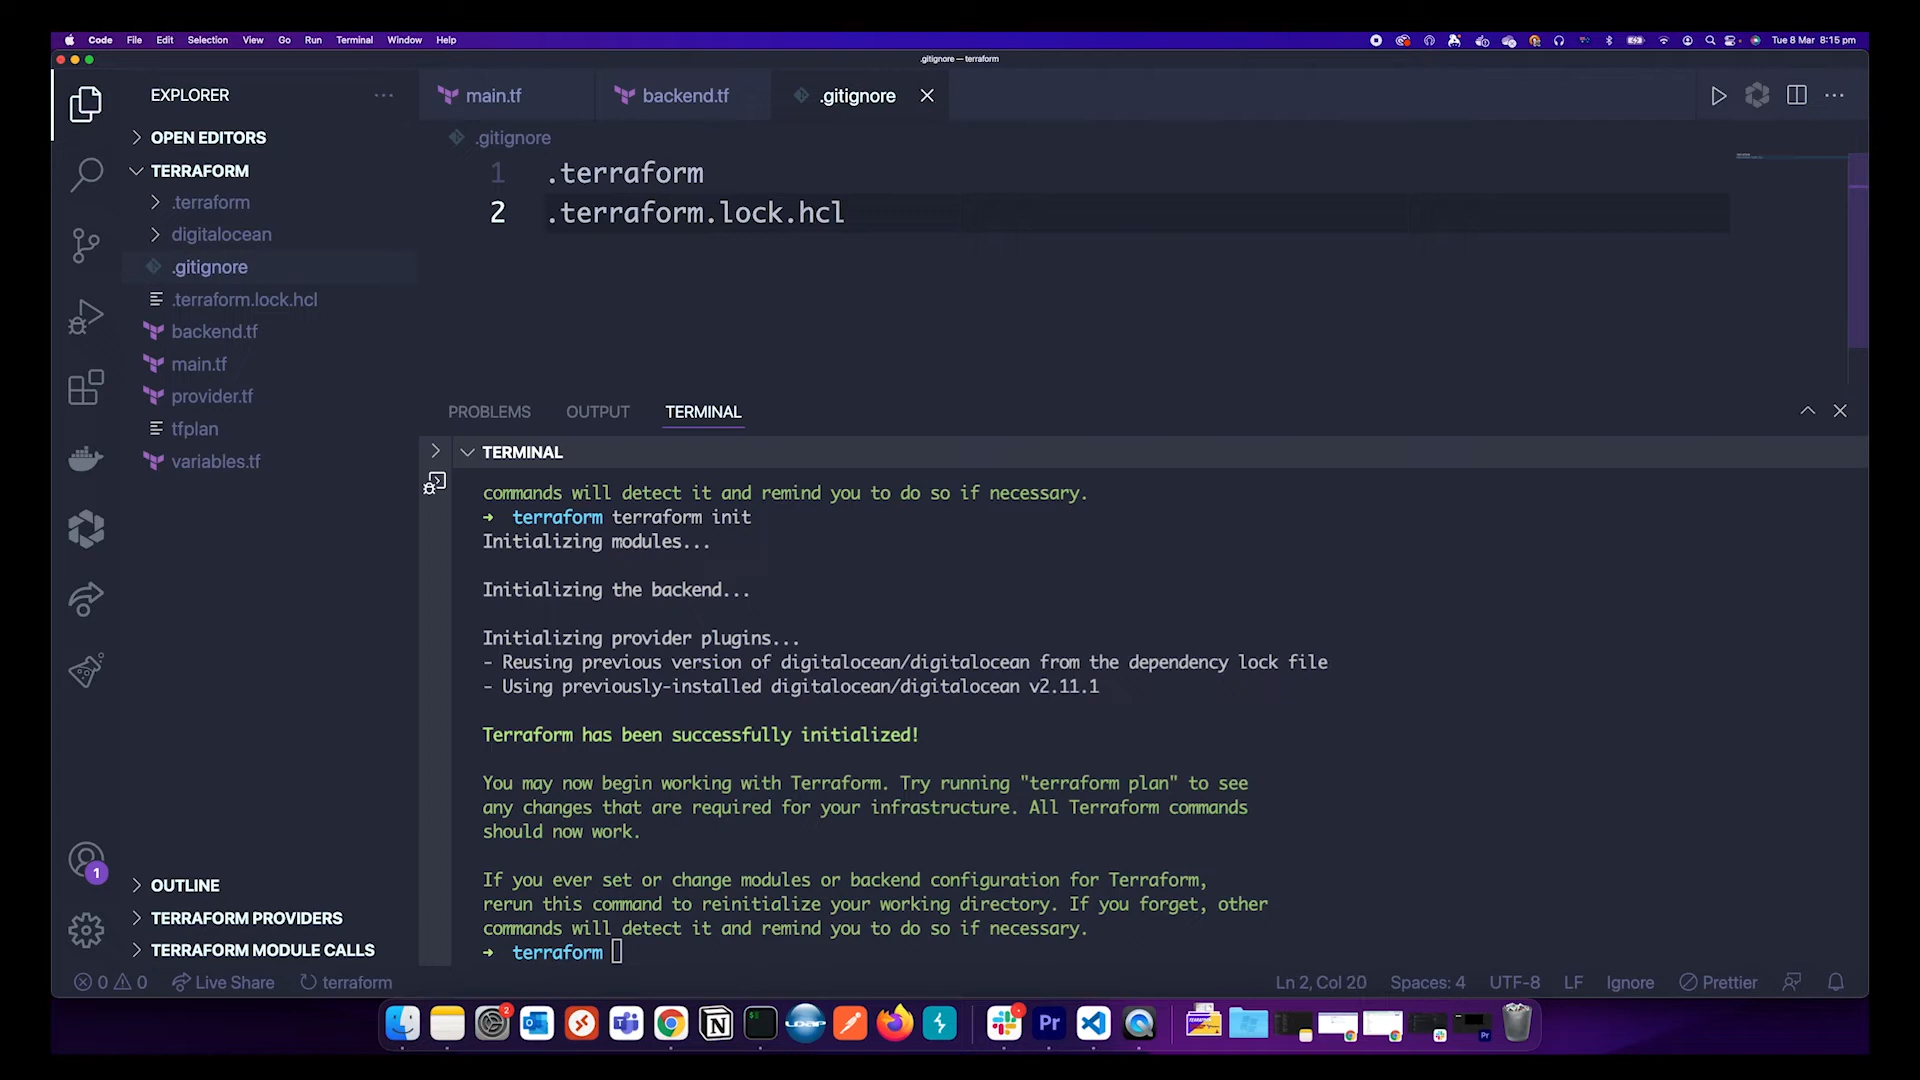 Code File Edit Selection View Go Run Terminal Window Help
Tue 8 Mar 8:15 pm
.gitignore — terraform
EXPLORER
OPEN EDITORS
TERRAFORM
.terraform
digitalocean
.gitignore
.terraform.lock.hcl
backend.tf
main.tf
provider.tf
tfplan
variables.tf
OUTLINE
TERRAFORM PROVIDERS
TERRAFORM MODULE CALLS
1
main.tf
backend.tf
.gitignore
.gitignore
1 .terraform
2 .terraform.lock.hcl
PROBLEMS OUTPUT TERMINAL
TERMINAL
commands will detect it and remind you to do so if necessary.
➜ terraform terraform init
Initializing modules...
Initializing the backend...
Initializing provider plugins...
- Reusing previous version of digitalocean/digitalocean from the dependency lock file
- Using previously-installed digitalocean/digitalocean v2.11.1
Terraform has been successfully initialized!
You may now begin working with Terraform. Try running "terraform plan" to see
any changes that are required for your infrastructure. All Terraform commands
should now work.
If you ever set or change modules or backend configuration for Terraform,
rerun this command to reinitialize your working directory. If you forget, other
commands will detect it and remind you to do so if necessary.
➜ terraform
0 0 Live Share terraform
Ln 2, Col 20 Spaces: 4 UTF-8 LF Ignore Prettier
2
Pr